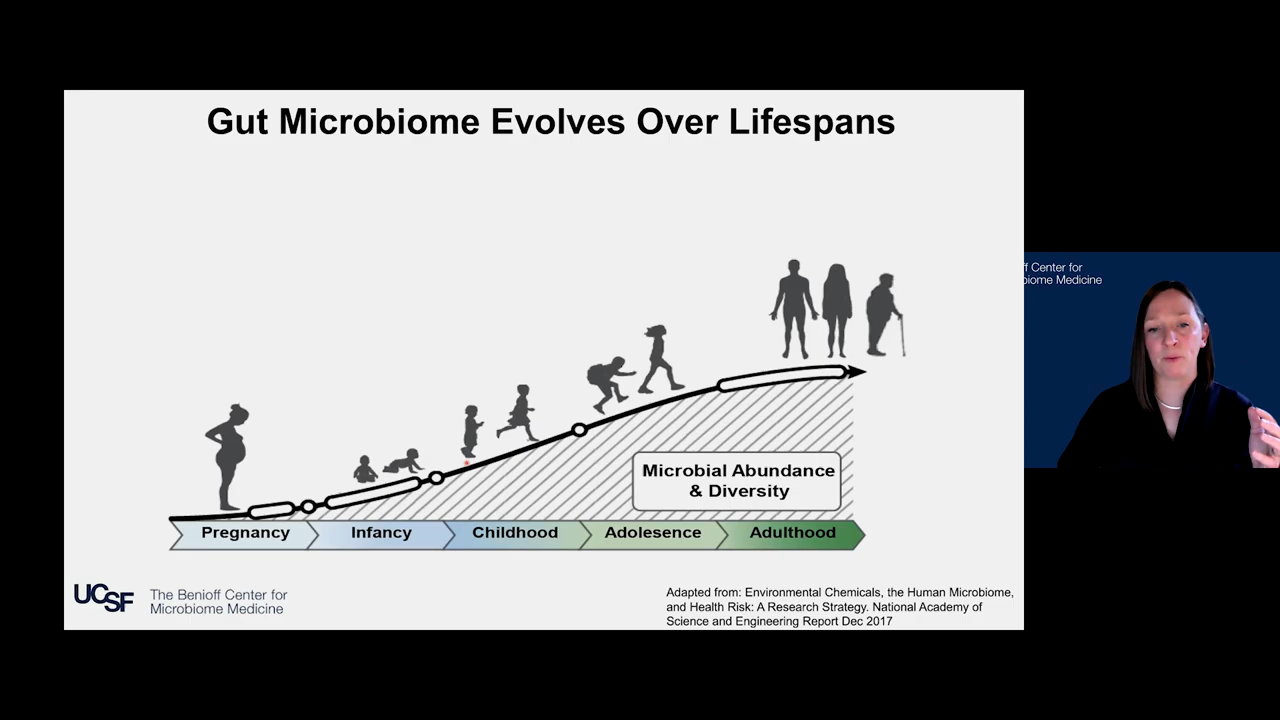 Gut Microbiome Evolves Over Lifespans
ff Center for
biome Medicine
Microbial Abundance
& Diversity
Pregnancy
Infancy
Childhood
Adolesence
Adulthood
UCSF
The Benioff Center for
Microbiome Medicine
Adapted from: Environmental Chemicals, the Human Microbiome,
and Health Risk: A Research Strategy. National Academy of
Science and Engineering Report Dec 2017